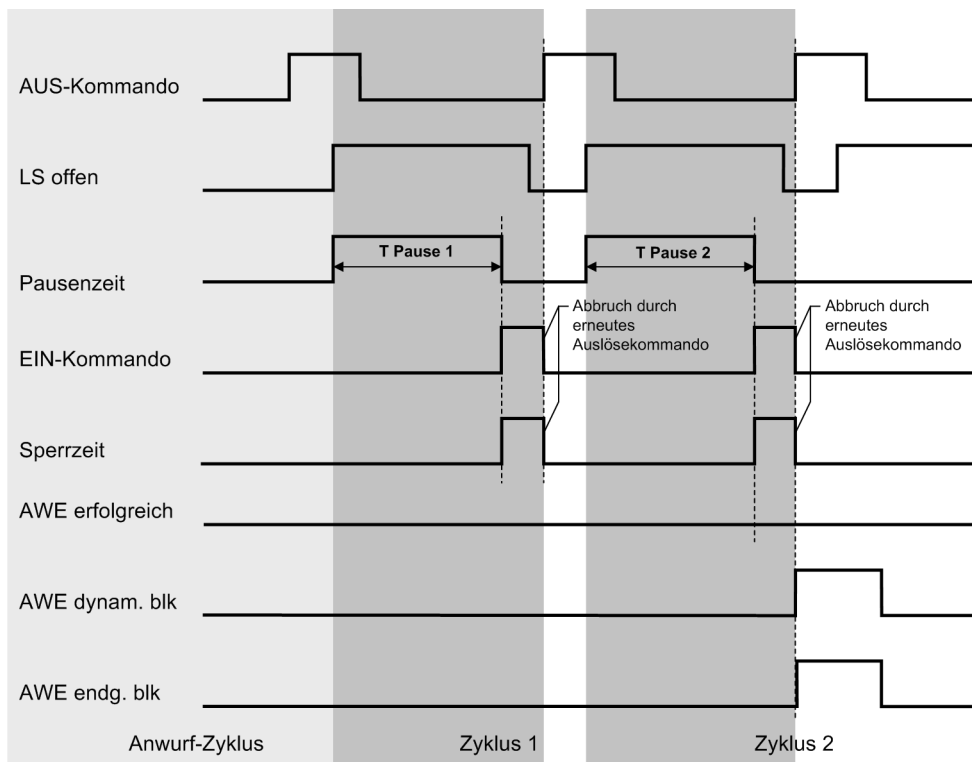 AUS-Kommando
LS offen
T Pause 1
T Pause 2
Pausenzeit
Abbruch durch
erneutes
Auslösekommando
Abbruch durch
erneutes
Auslösekommando
EIN-Kommando
Sperrzeit
AWE erfolgreich
AWE dynam. blk
AWE endg. blk
Anwurf-Zyklus
Zyklus 1
Zyklus 2